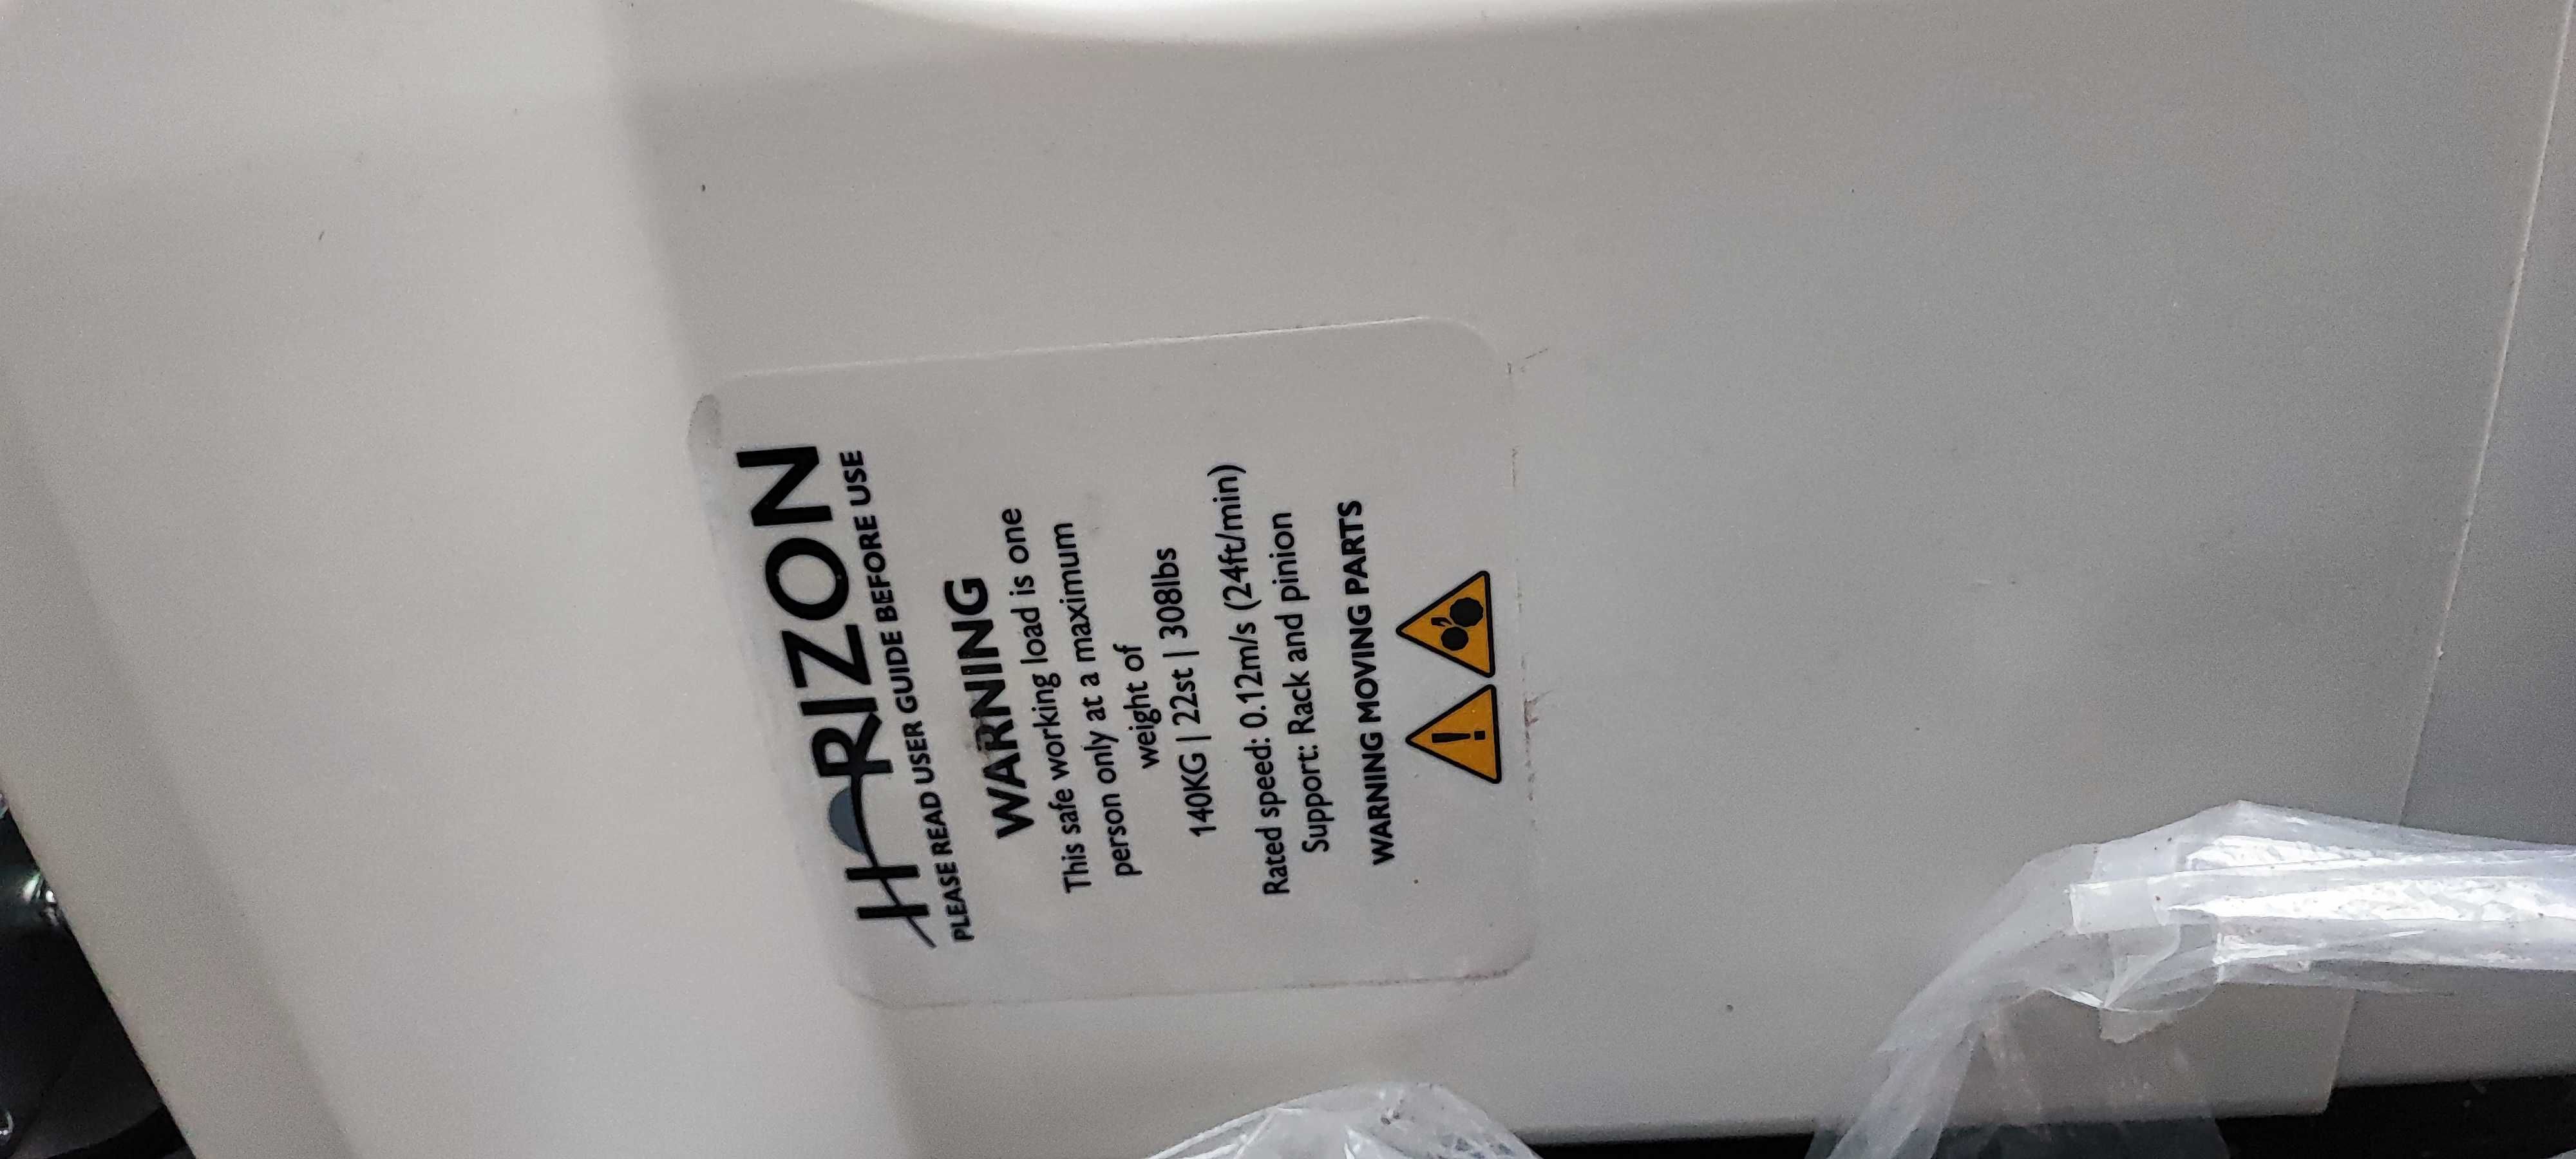 HORIZON
PLEASE READ USER GUIDE BEFORE USE
WARNING
This safe working load is one
person only at a maximum
weight of
140KG | 22st | 308lbs
Rated speed: 0.12m/s (24ft/min)
Support: Rack and pinion
WARNING MOVING PARTS
!